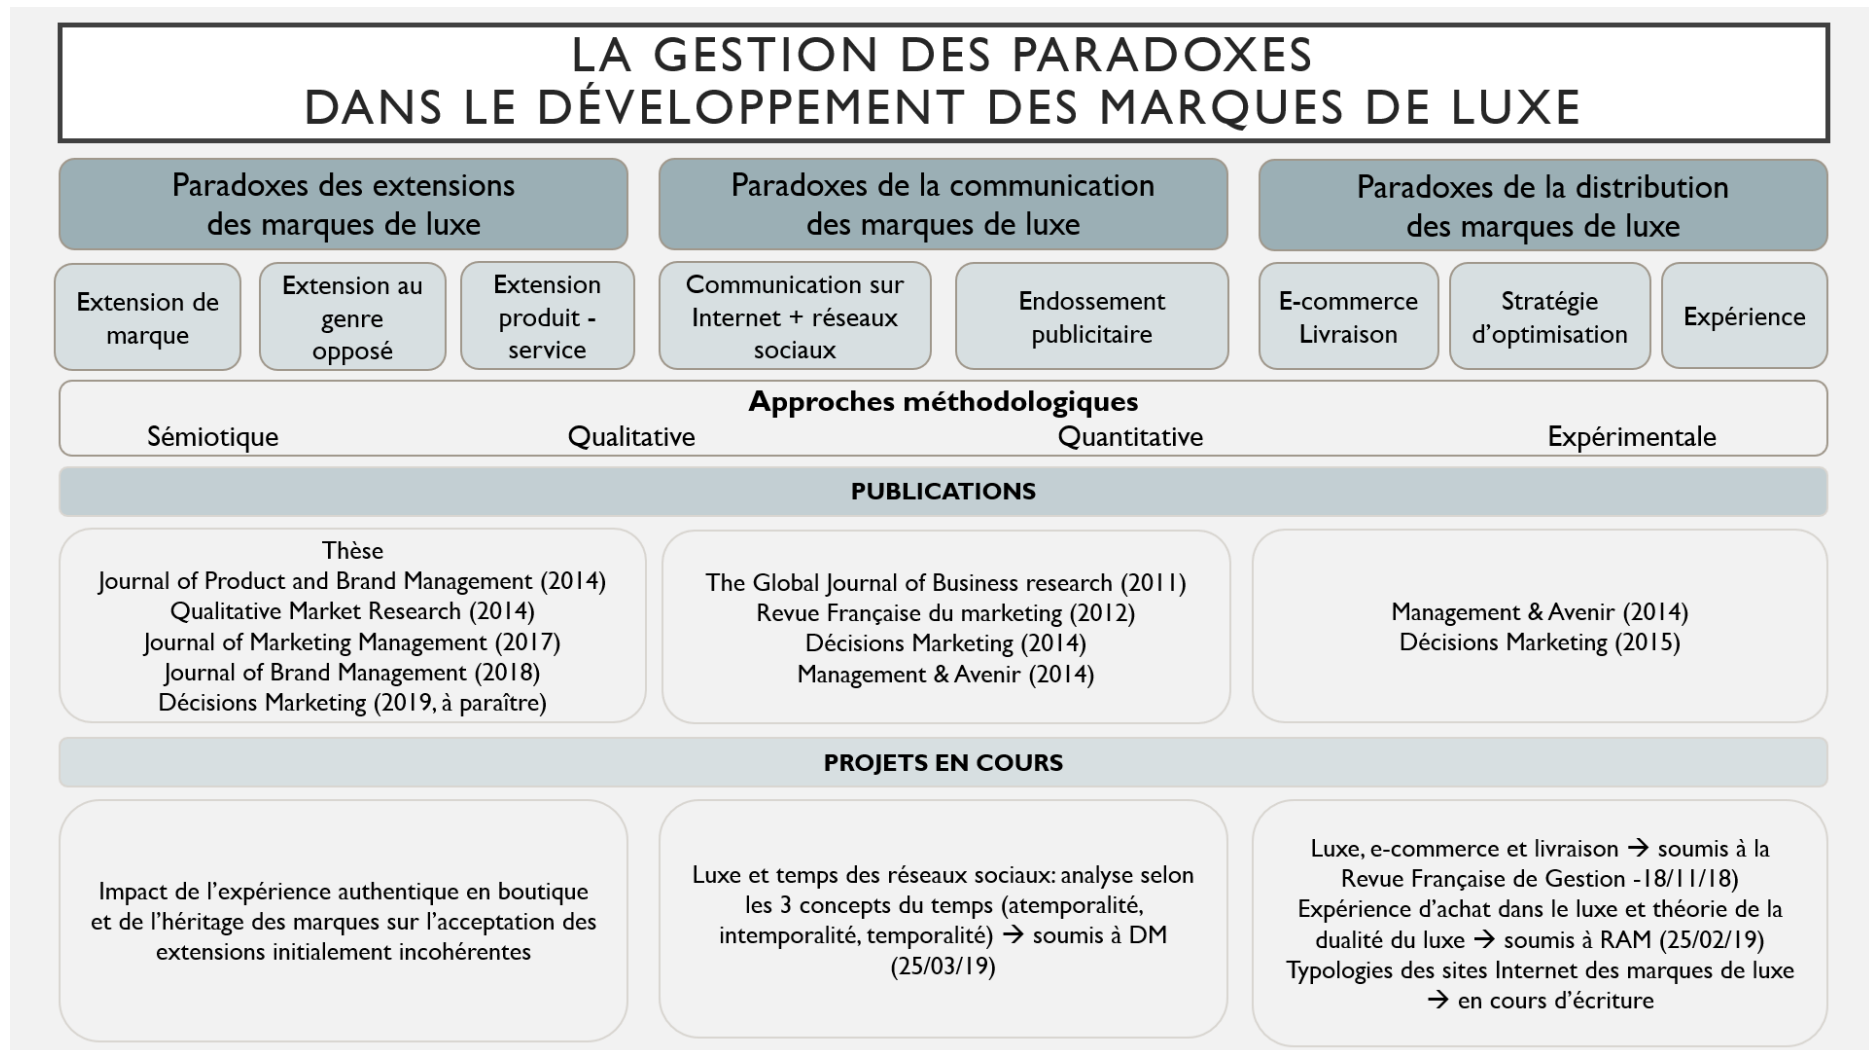 LA GESTION DES PARADOXES
DANS LE DÉVELOPPEMENT DES MARQUES DE LUXE
Paradoxes des extensions
des marques de luxe
Paradoxes de la communication
des marques de luxe
Paradoxes de la distribution
des marques de luxe
Extension de
marque
Extension au
genre
opposé
Extension
produit -
service
Communication sur
Internet + réseaux
sociaux
Endossement
publicitaire
E-commerce
Livraison
Stratégie
d’optimisation
Expérience
Approches méthodologiques
Sémiotique Qualitative Quantitative Expérimentale
PUBLICATIONS
Thèse
Journal of Product and Brand Management (2014)
Qualitative Market Research (2014)
Journal of Marketing Management (2017)
Journal of Brand Management (2018)
Décisions Marketing (2019, à paraître)
The Global Journal of Business research (2011)
Revue Française du marketing (2012)
Décisions Marketing (2014)
Management & Avenir (2014)
Management & Avenir (2014)
Décisions Marketing (2015)
PROJETS EN COURS
Impact de l’expérience authentique en boutique
et de l’héritage des marques sur l’acceptation des
extensions initialement incohérentes
Luxe et temps des réseaux sociaux: analyse selon
les 3 concepts du temps (atemporalité,
intemporalité, temporalité) → soumis à DM
(25/03/19)
Luxe, e-commerce et livraison → soumis à la
Revue Française de Gestion -18/11/18)
Expérience d’achat dans le luxe et théorie de la
dualité du luxe → soumis à RAM (25/02/19)
Typologies des sites Internet des marques de luxe
→ en cours d’écriture